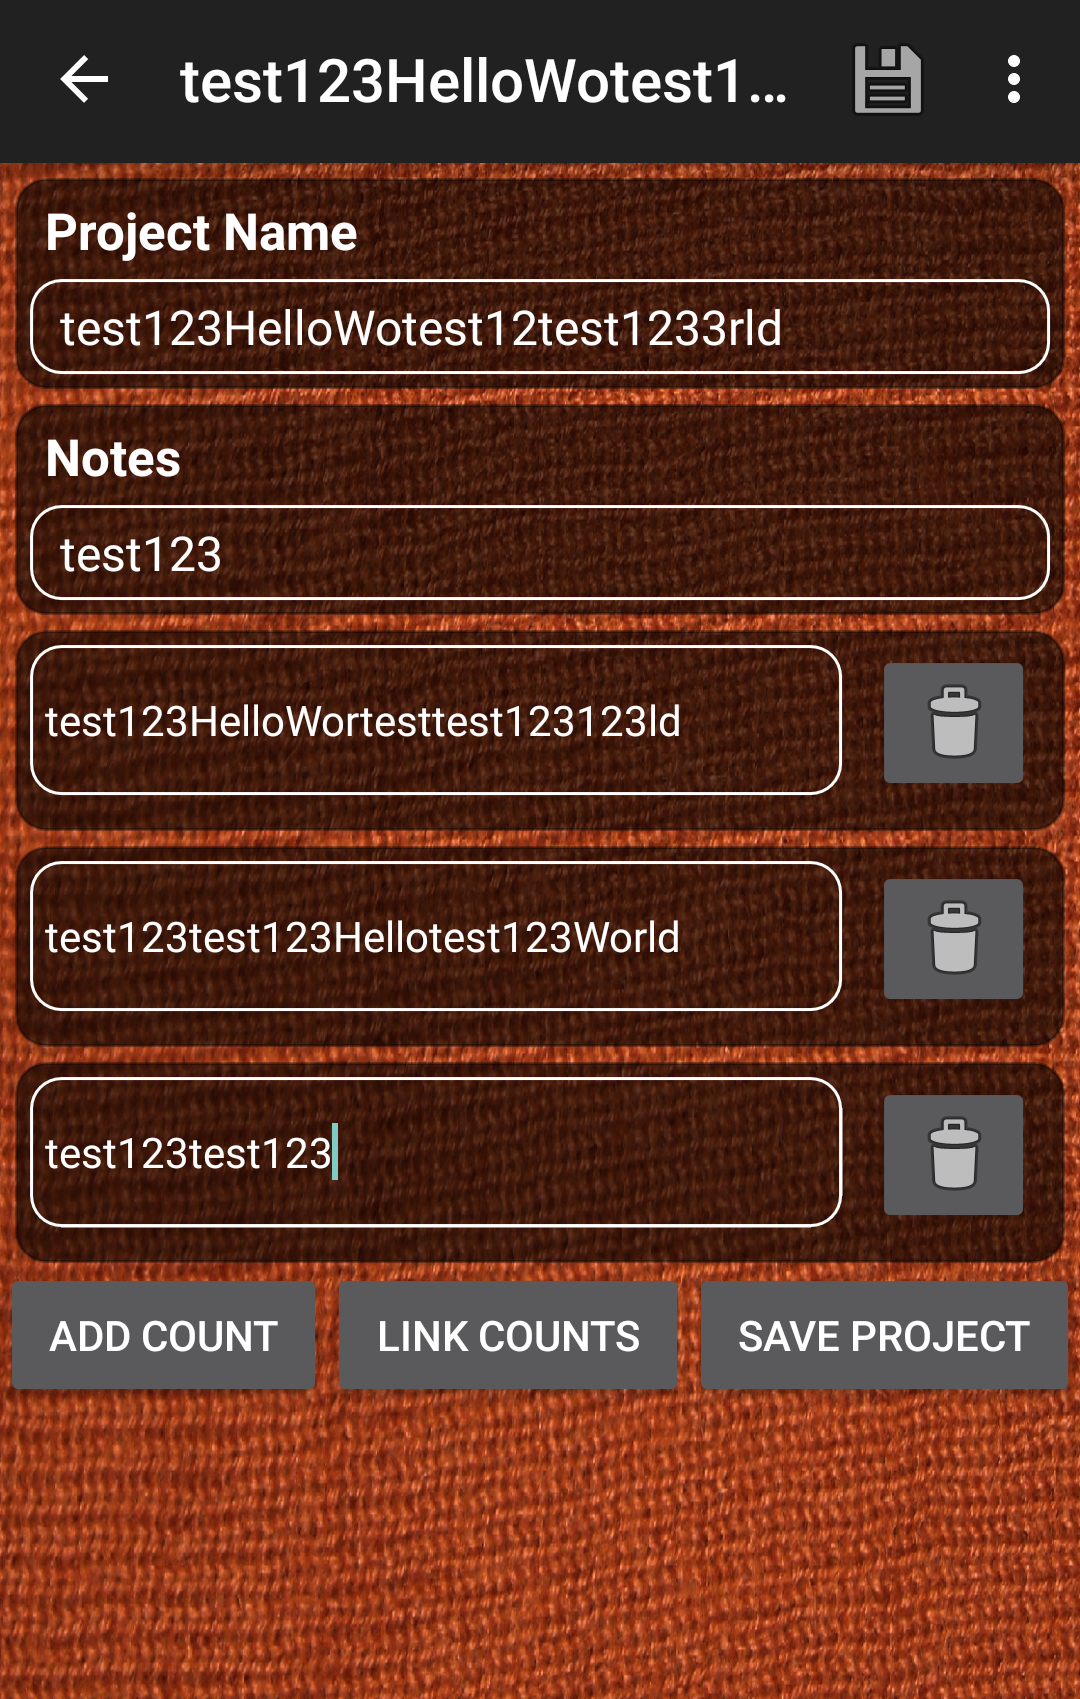 test123HelloWotest1...
Project Name
test123HelloWotest12test1233rld
Notes
test123
test123HelloWortesttest123123ld
test123test123Hellotest123World
test123test123
ADD COUNT
LINK COUNTS
SAVE PROJECT